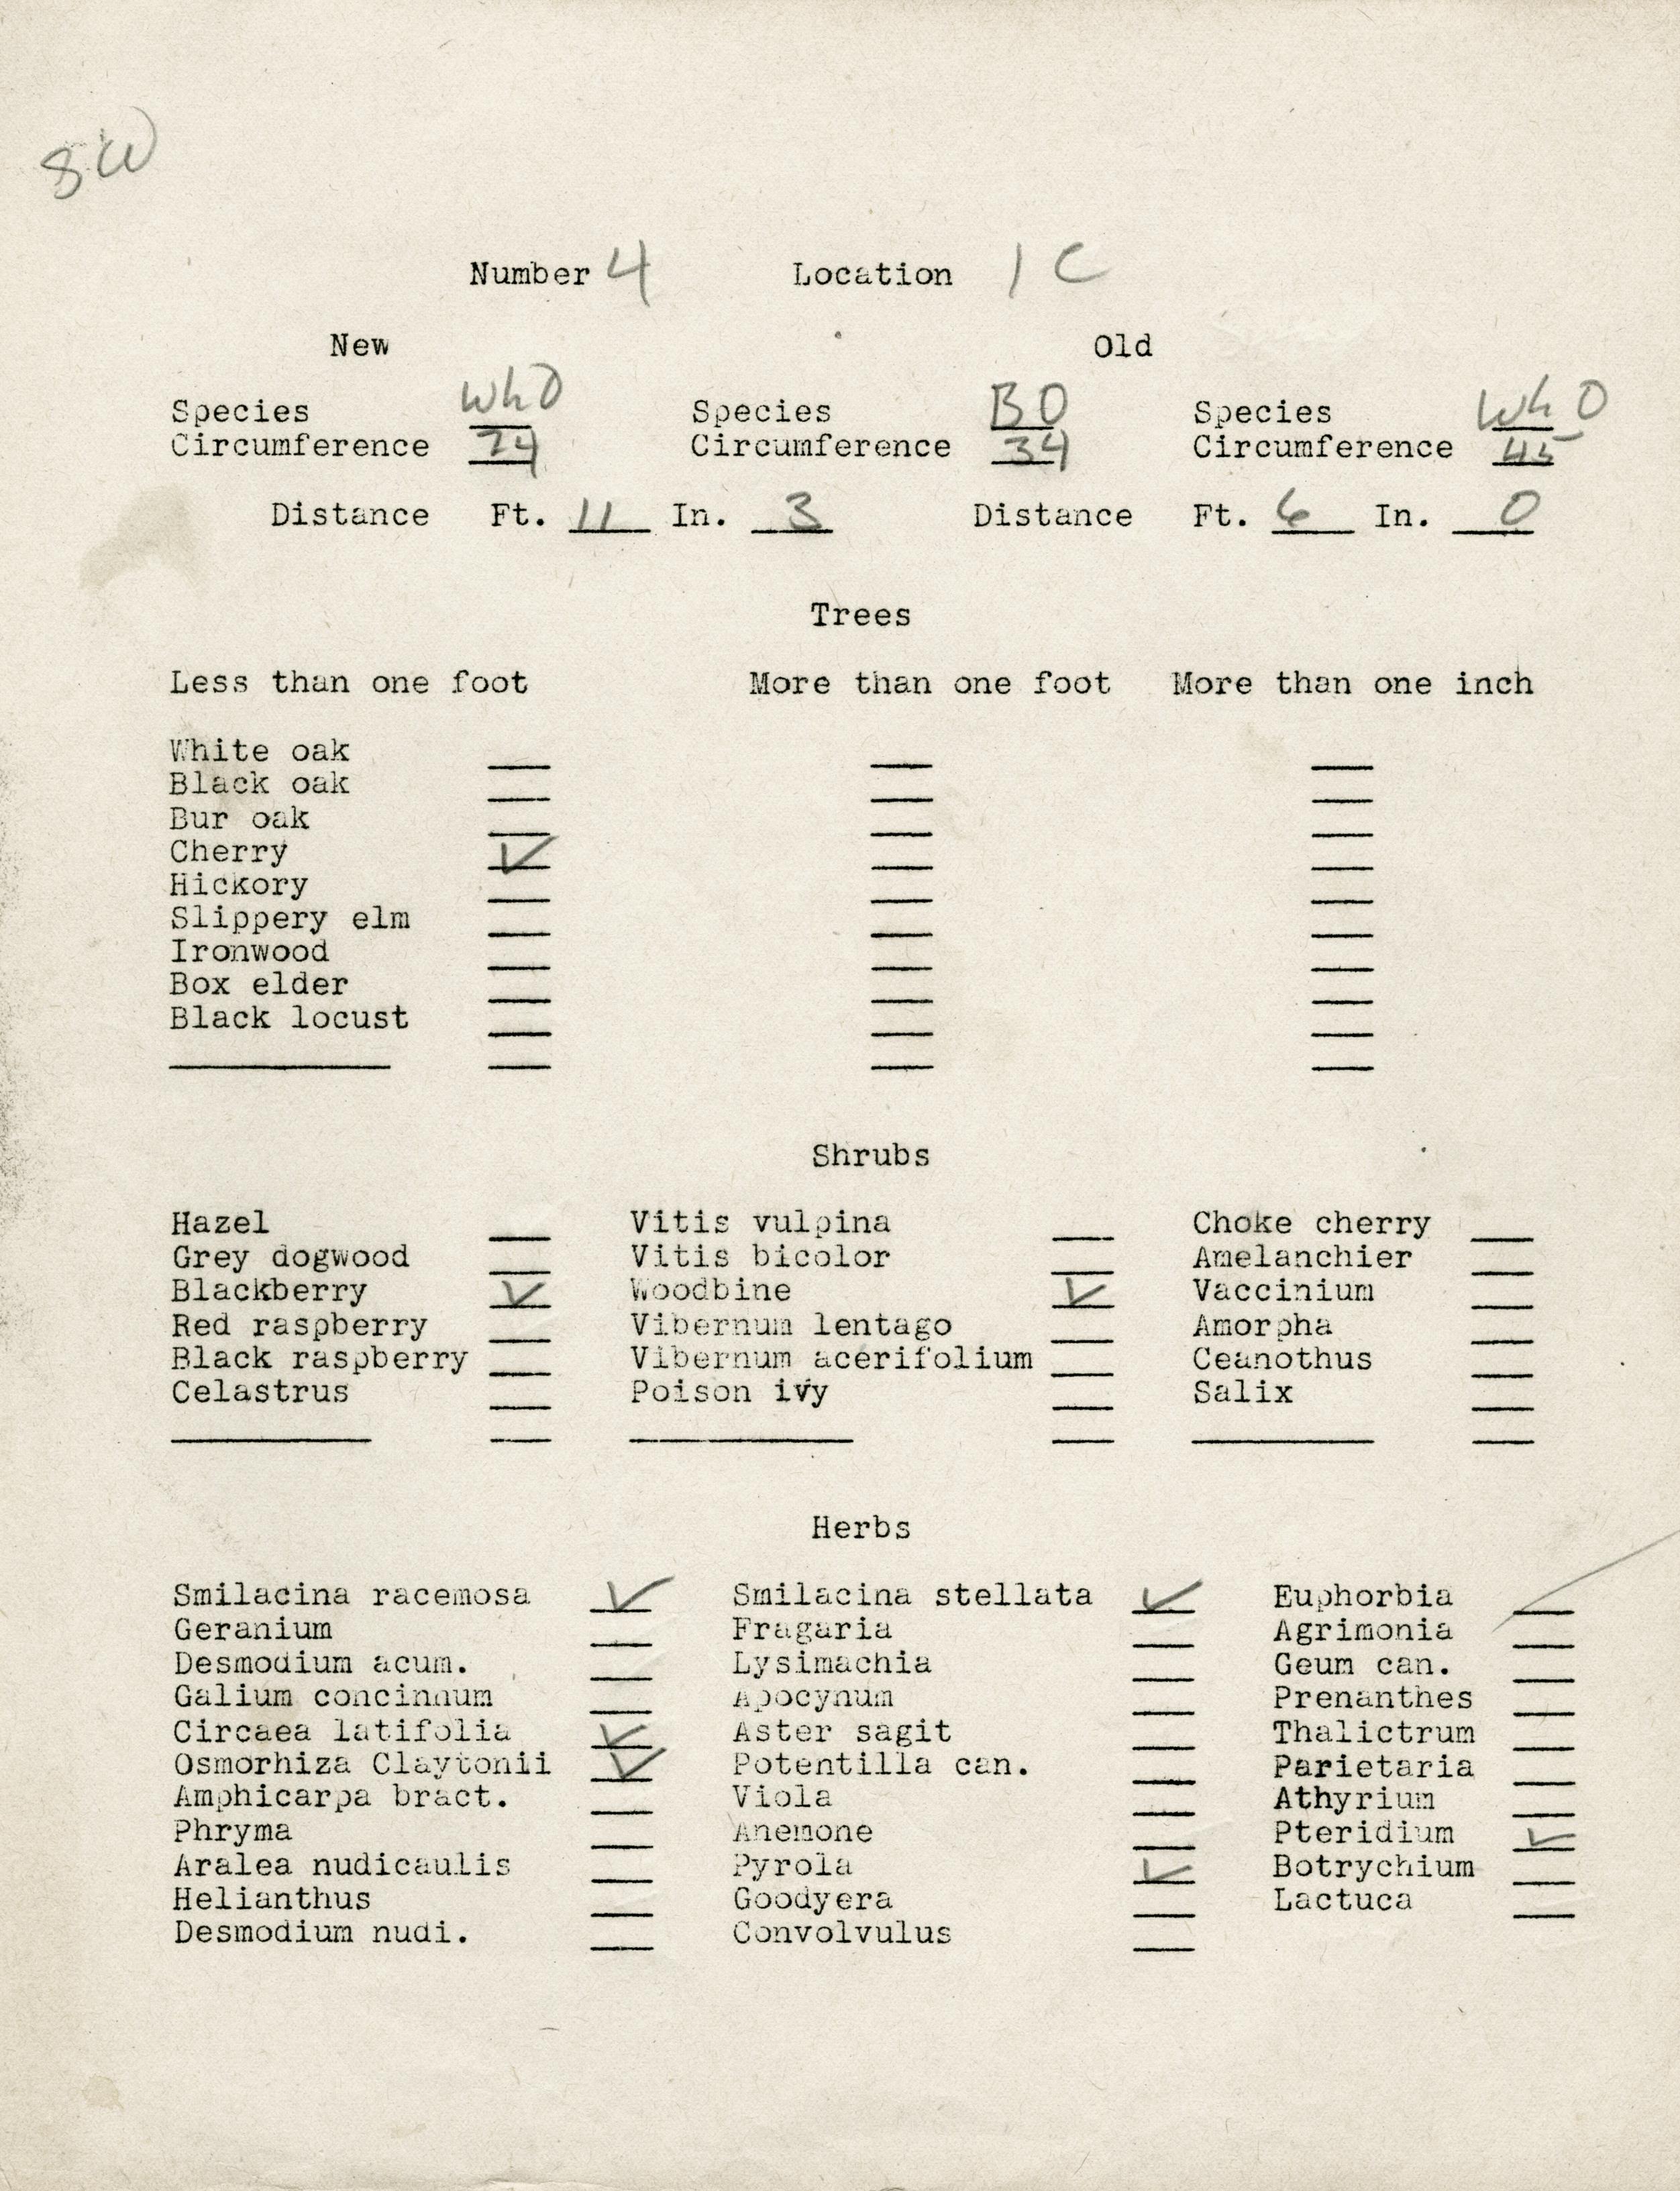 SW
Number 4 Location 1 C
New Old
Species Wh O Species B O Species Wh O
Circumference Circumference 34 Circumference 45
Distance Ft. 11 In. 3 Distance Ft. 6 In. 0
Trees
Less than one foot More than one foot More than one inch
White oak
Black oak
Bur oak
Cherry ✓
Hickory
Slippery elm
Ironwood
Box elder
Black locust
Shrubs
Hazel Vitis vulpina Choke cherry
Grey dogwood Vitis bicolor Amelanchier
Blackberry ✓ Woodbine ✓ Vaccinium
Red raspberry Vibernum lentago Amorpha
Black raspberry Vibernum acerifolium Ceanothus
Celastrus Poison ivy Salix
Herbs
Smilacina racemosa ✓ Smilacina stellata ✓ Euphorbia
Geranium Fragaria Agrimonia
Desmodium acum. Lysimachia Geum can.
Galium concinnum Apocynum Prenanthes
Circaea latifolia ✓ Aster sagit Thalictrum
Osmorhiza Claytonii ✓ Potentilla can. Parietaria
Amphicarpa bract. Viola Athyrium
Phryma Anemone Pteridium ✓
Aralea nudicaulis Pyrola ✓ Botrychium
Helianthus Goodyera Lactuca
Desmodium nudi. Convolvulus